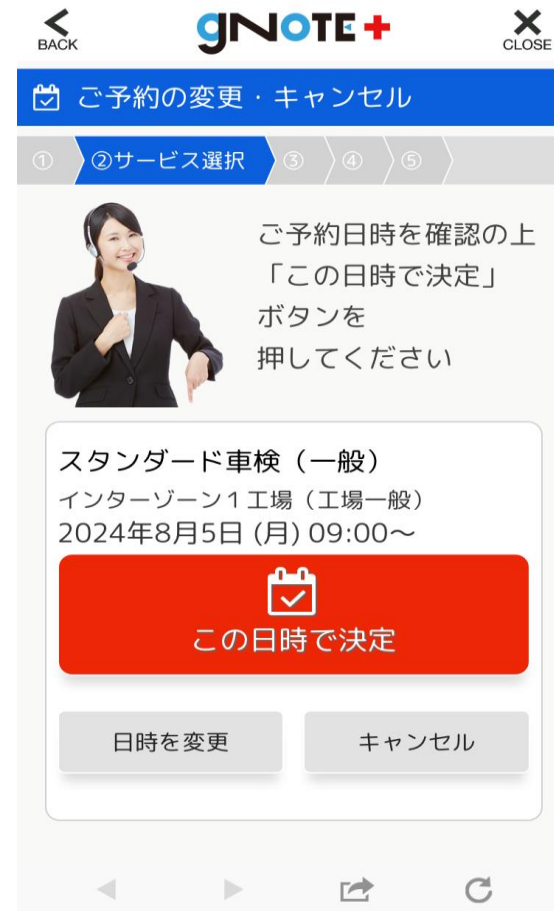 BACK
gNOTE+
CLOSE
ご予約の変更・キャンセル
① ②サービス選択 ③ ④ ⑤
ご予約日時を確認の上
「この日時で決定」
ボタンを
押してください
スタンダード車検（一般）
インターゾーン１工場（工場一般）
2024年8月5日 (月) 09:00～
この日時で決定
日時を変更 キャンセル